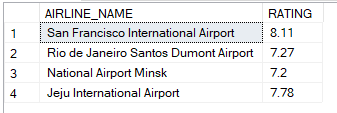 AIRLINE_NAME RATING
1 San Francisco International Airport 8.11
2 Rio de Janeiro Santos Dumont Airport 7.27
3 National Airport Minsk 7.2
4 Jeju International Airport 7.78